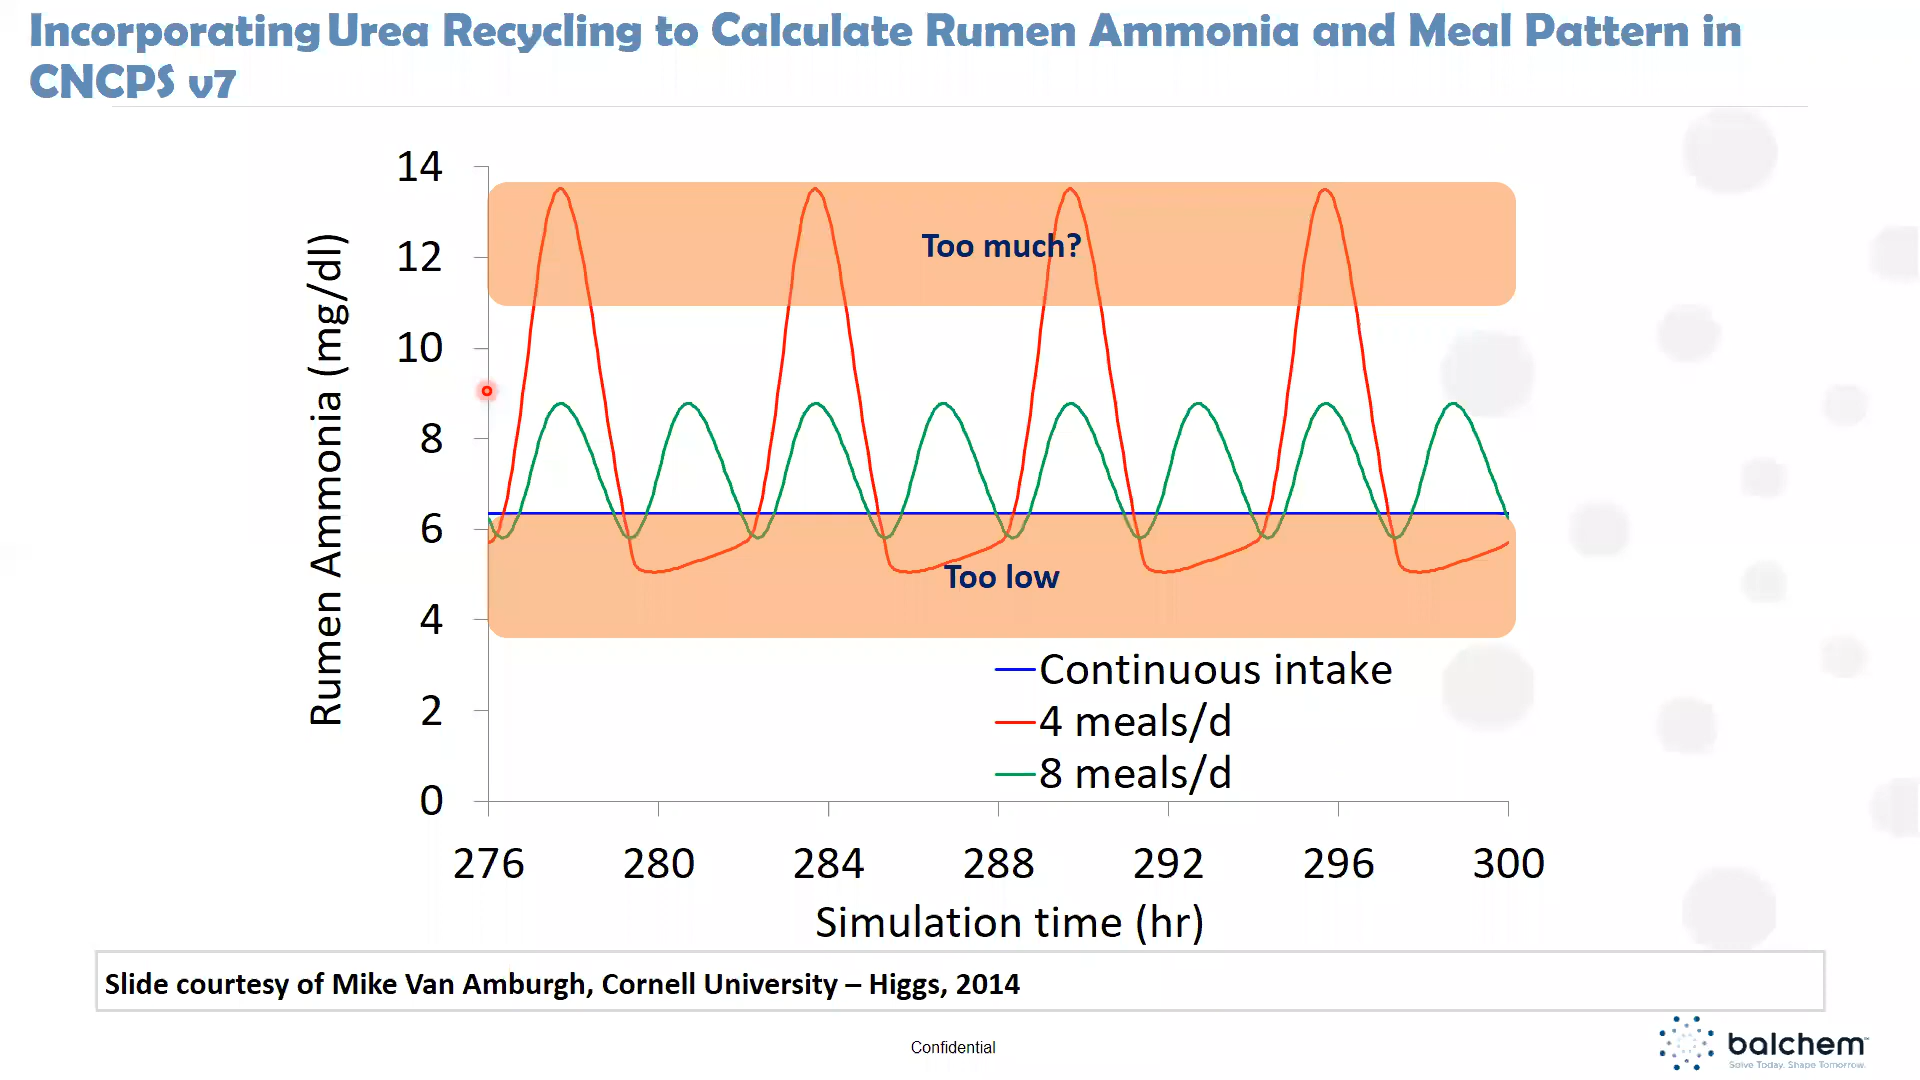 Incorporating Urea Recycling to Calculate Rumen Ammonia and Meal Pattern in
CNCPS v7
14
12
10
8
6
4
2
0
Rumen Ammonia (mg/dl)
Too much?
Too low
Continuous intake
4 meals/d
8 meals/d
276 280 284 288 292 296 300
Simulation time (hr)
Slide courtesy of Mike Van Amburgh, Cornell University – Higgs, 2014
Confidential
balchem™
Solve Today. Shape Tomorrow.